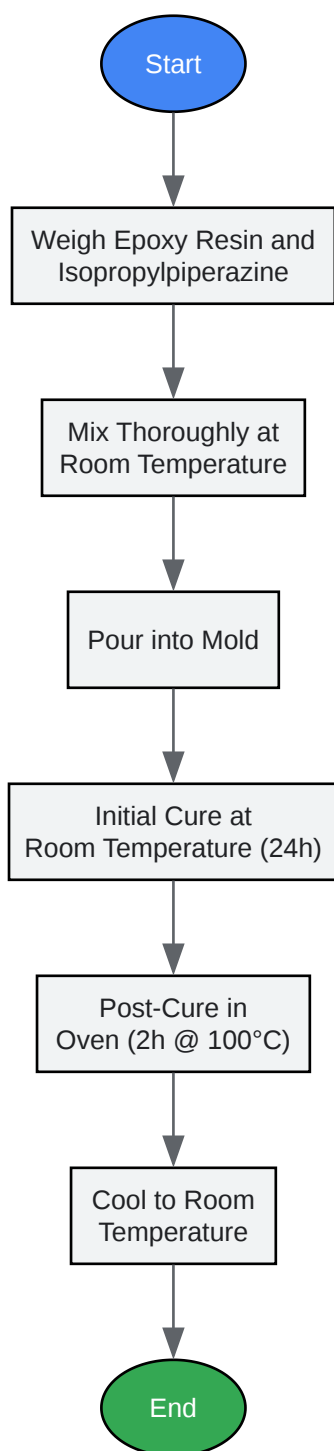 Start
Weigh Epoxy Resin and
Isopropylpiperazine
Mix Thoroughly at
Room Temperature
Pour into Mold
Initial Cure at
Room Temperature (24h)
Post-Cure in
Oven (2h @ 100°C)
Cool to Room
Temperature
End